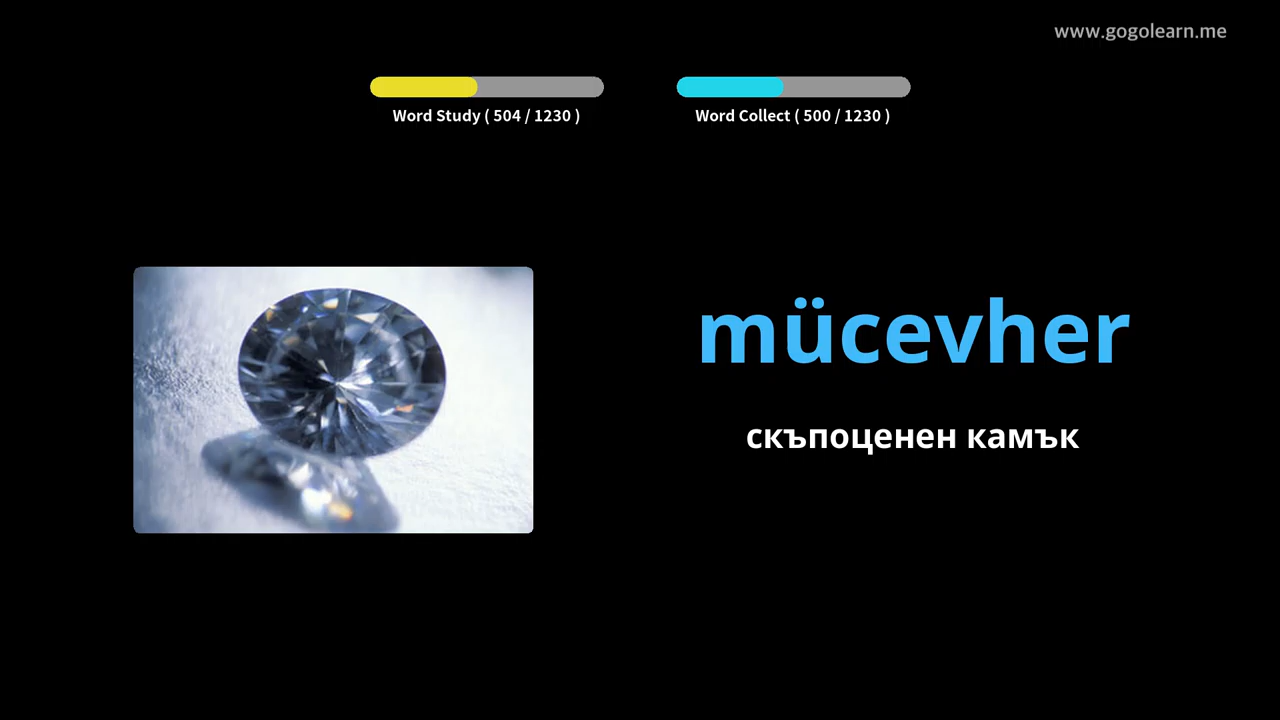 www.gogolearn.me
Word Study ( 504 / 1230 )
Word Collect ( 500 / 1230 )
mücevher
скъпоценен камък